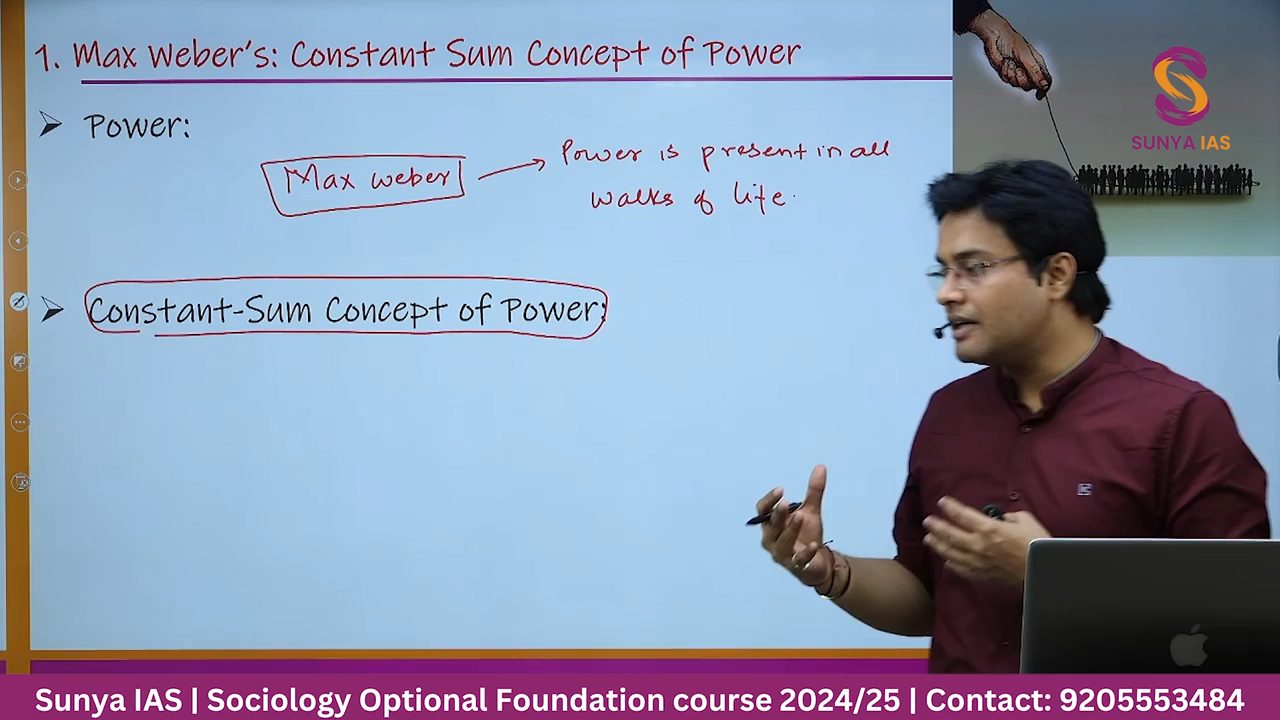 1. Max Weber's: Constant Sum Concept of Power
➤ Power:
Max weber → Power is present in all
walks of life.
➤ Constant-Sum Concept of Power:
SUNYA IAS
Sunya IAS | Sociology Optional Foundation course 2024/25 | Contact: 9205553484